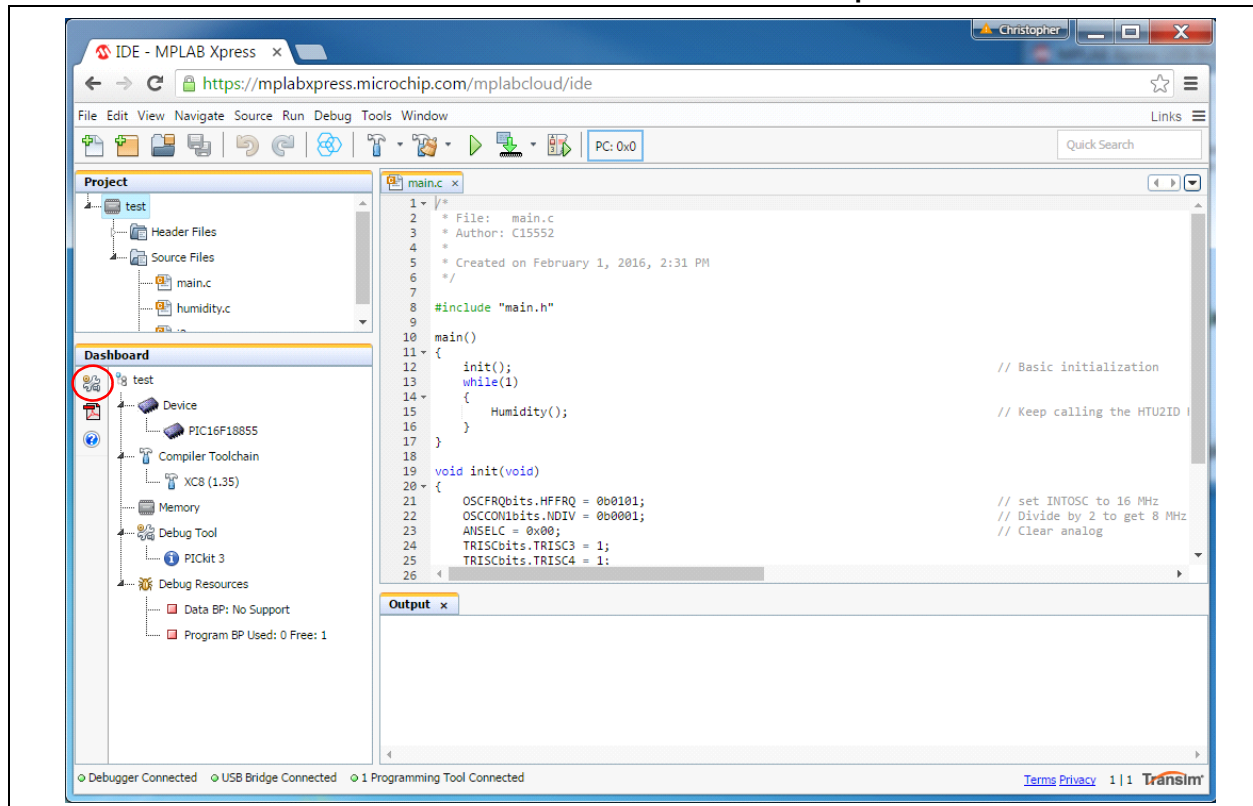 Christopher
IDE - MPLAB Xpress
https://mplabxpress.microchip.com/mplabcloud/ide
File Edit View Navigate Source Run Debug Tools Window
Links
PC: 0x0
Quick Search
Project
test
Header Files
Source Files
main.c
humidity.c
Dashboard
test
Device
PIC16F18855
Compiler Toolchain
XC8 (1.35)
Memory
Debug Tool
PICkit 3
Debug Resources
Data BP: No Support
Program BP Used: 0 Free: 1
main.c ×
1 /*
2 * File: main.c
3 * Author: C15552
4 *
5 * Created on February 1, 2016, 2:31 PM
6 */
7
8 #include "main.h"
9
10 main()
11 {
12 init(); // Basic initialization
13 while(1)
14 {
15 Humidity(); // Keep calling the HTU2ID
16 }
17 }
18
19 void init(void)
20 {
21 OSCFRQbits.HFFRQ = 0b0101; // set INTOSC to 16 MHz
22 OSCCON1bits.NDIV = 0b0001; // Divide by 2 to get 8 MHz
23 ANSELC = 0x00; // Clear analog
24 TRISCbits.TRISC3 = 1;
25 TRISCbits.TRISC4 = 1;
26
Output ×
Debugger Connected USB Bridge Connected 1 Programming Tool Connected
Terms Privacy 1 | 1 Transim